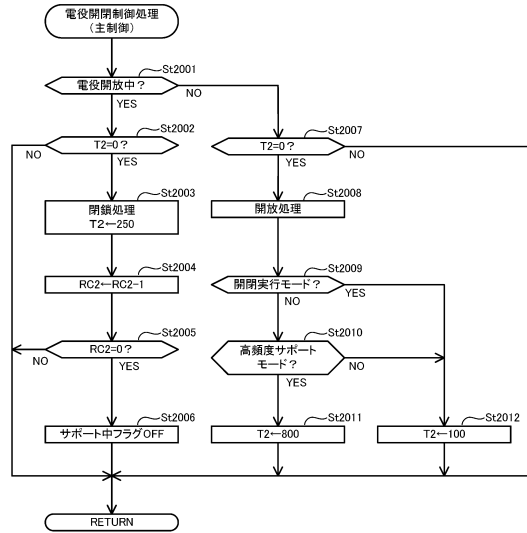 電役開閉制御処理
（主制御）
St2001
電役開放中？
NO
YES
St2002
T2=0？
NO
YES
St2007
T2=0？
NO
YES
St2003
閉鎖処理
T2←250
St2008
開放処理
St2004
RC2←RC2-1
St2009
開閉実行モード？
YES
NO
St2005
RC2=0？
NO
YES
St2010
高頻度サポート
モード？
NO
YES
St2006
サポート中フラグOFF
St2011
T2←800
St2012
T2←100
RETURN